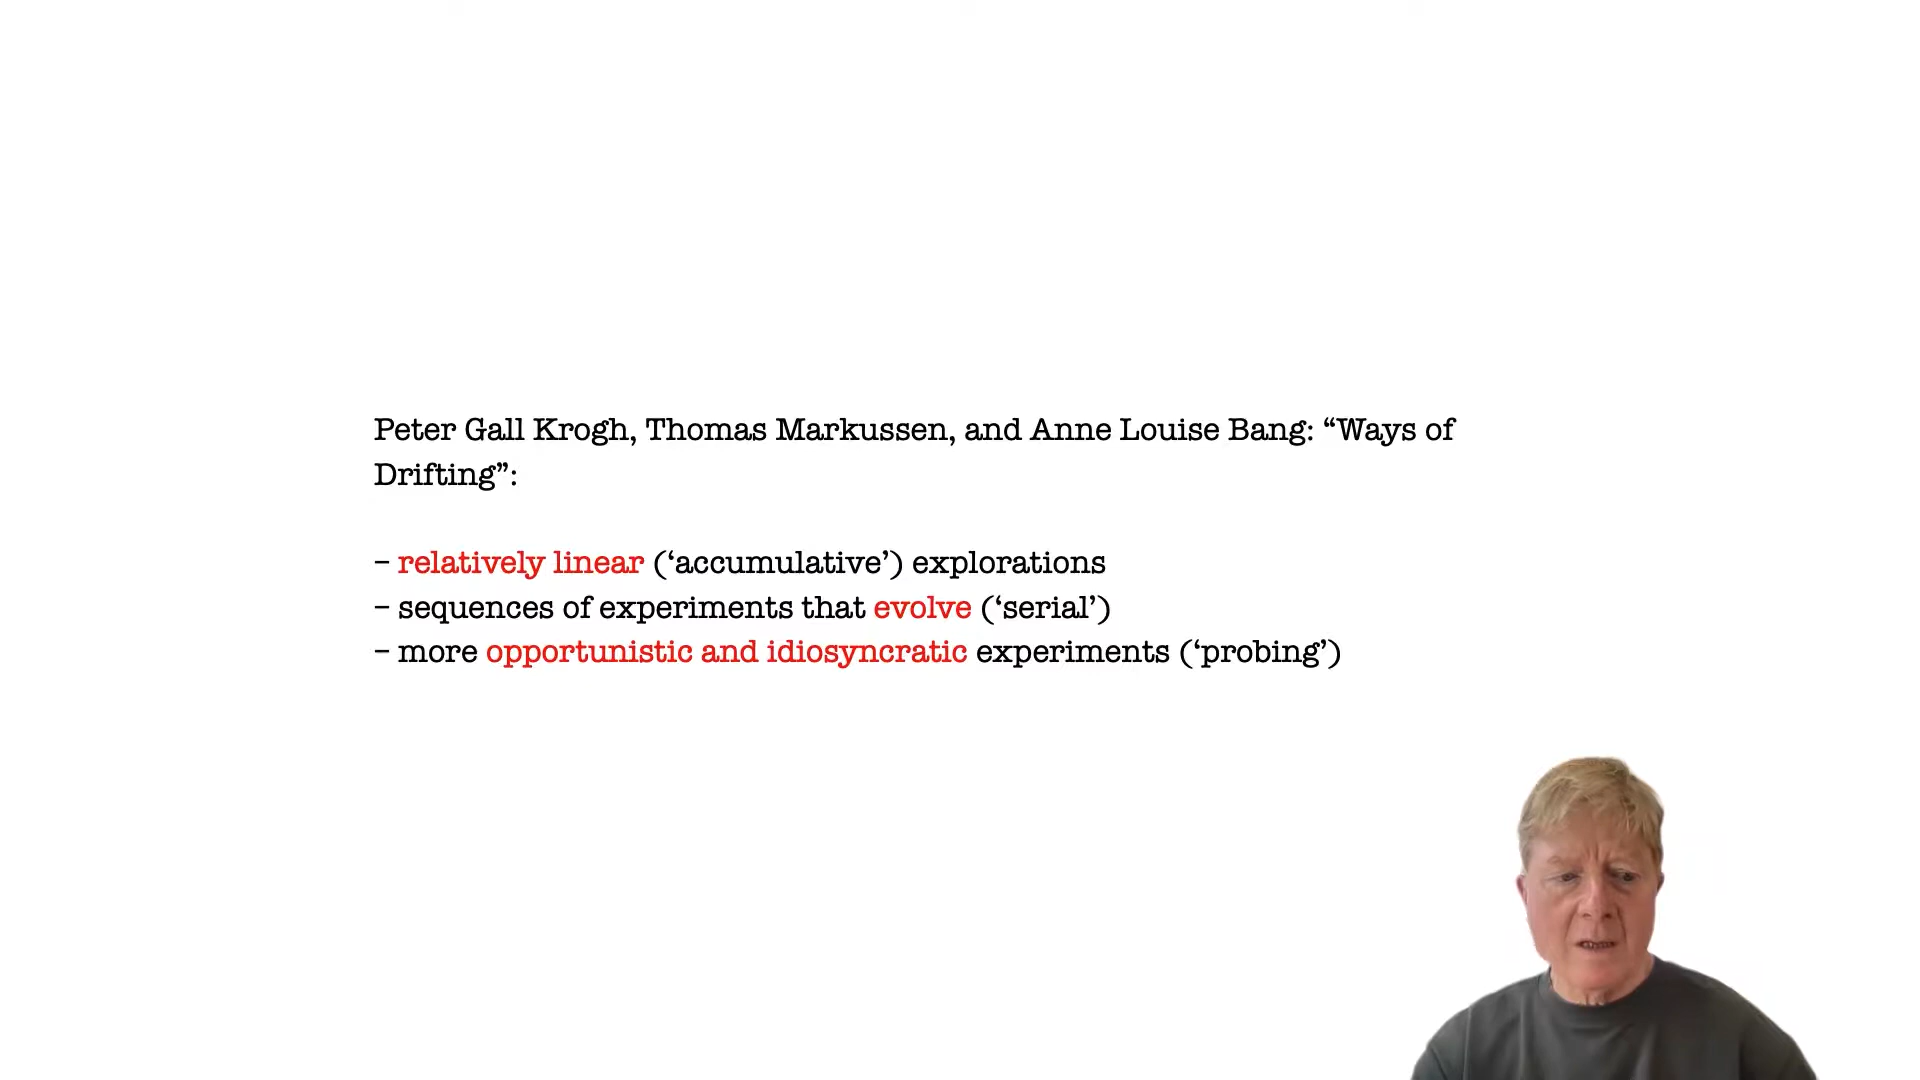 Peter Gall Krogh, Thomas Markussen, and Anne Louise Bang: “Ways of
Drifting”:
– relatively linear (‘accumulative’) explorations
– sequences of experiments that evolve (‘serial’)
– more opportunistic and idiosyncratic experiments (‘probing’)